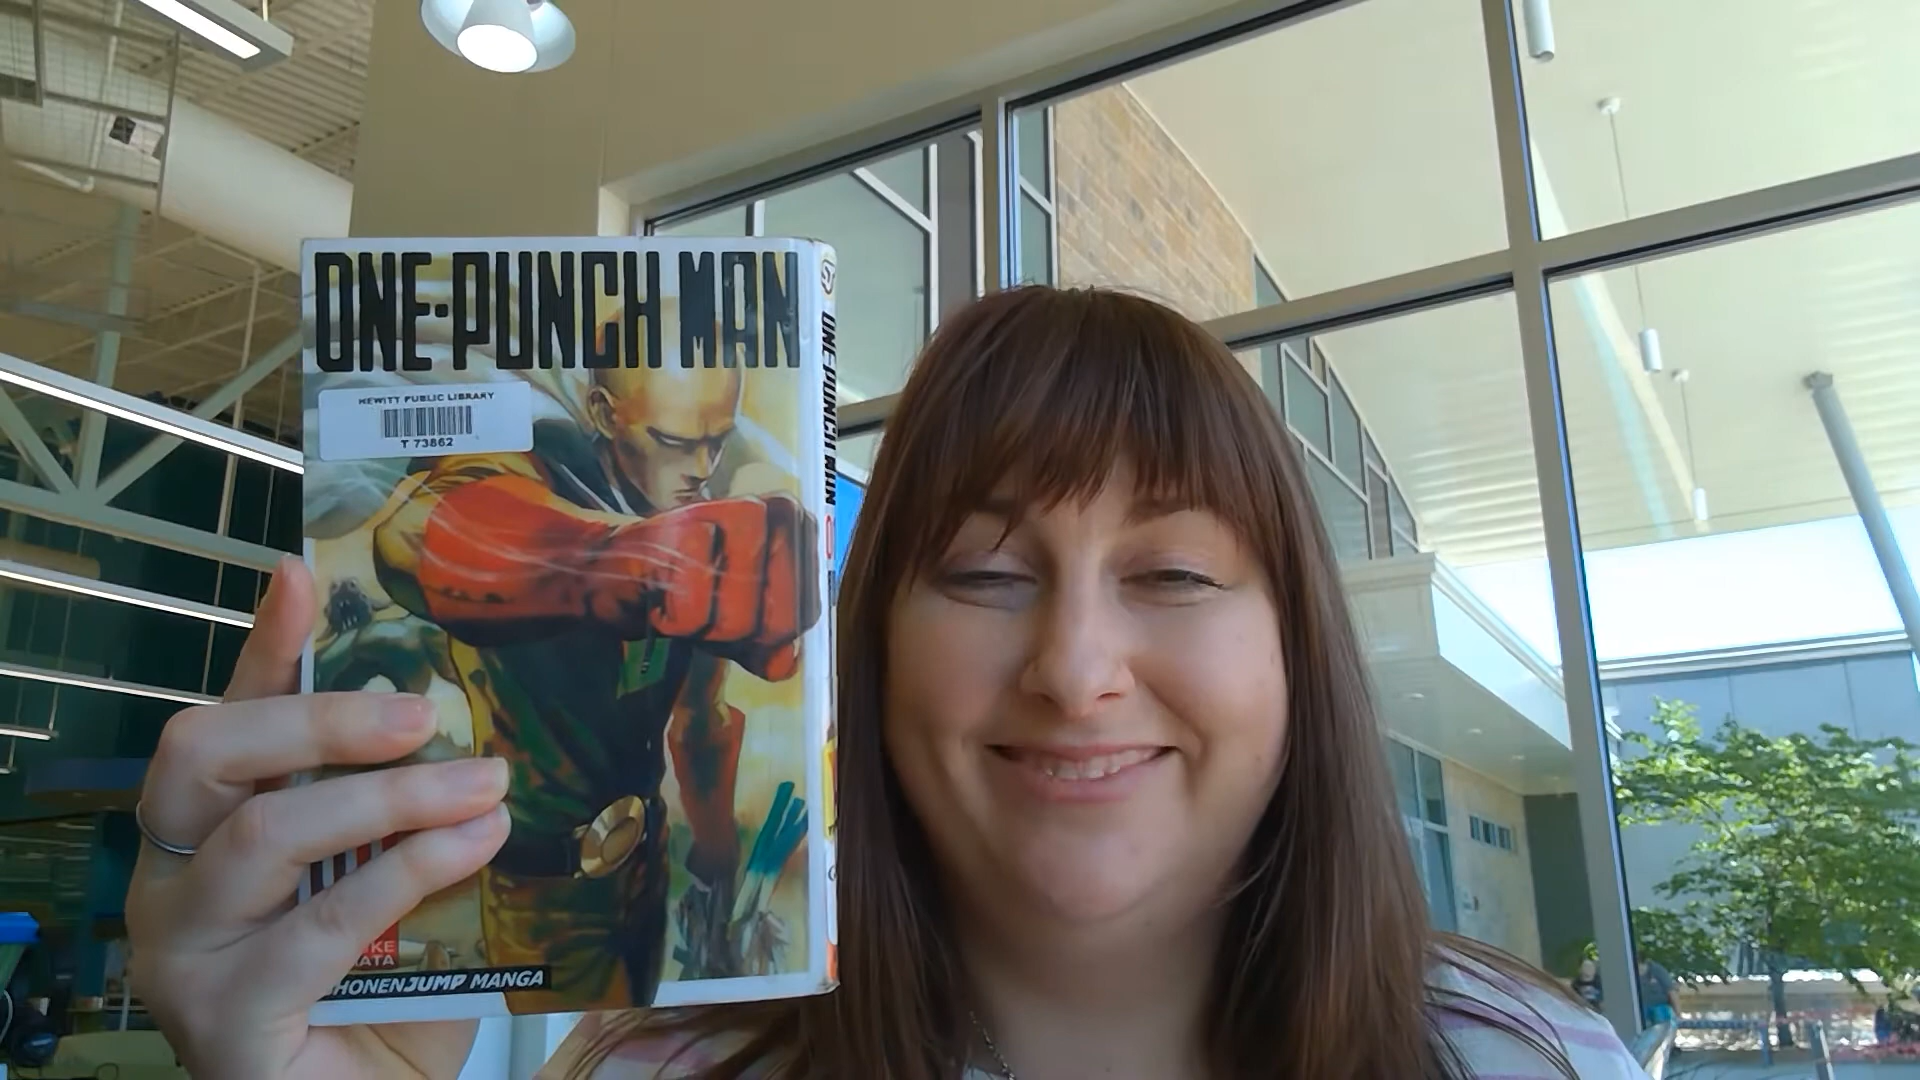 ONE-PUNCH MAN
HEWITT PUBLIC LIBRARY
T 73862
SHONENJUMP MANGA
ONE-PUNCH MAN